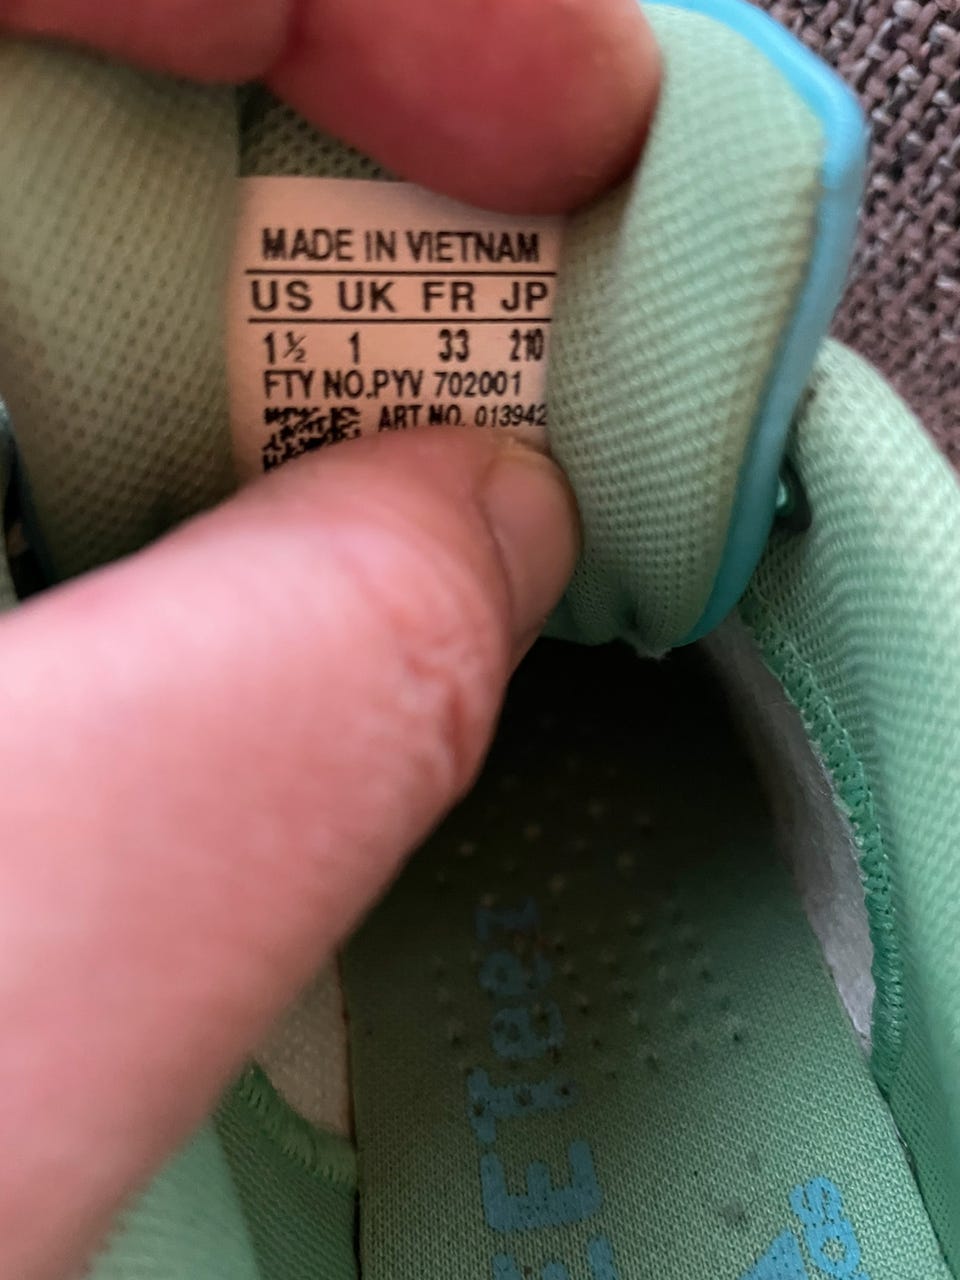 MADE IN VIETNAM
US UK FR JP
1½ 1 33 210
FTY NO.PYV 702001
ART NO. 013942